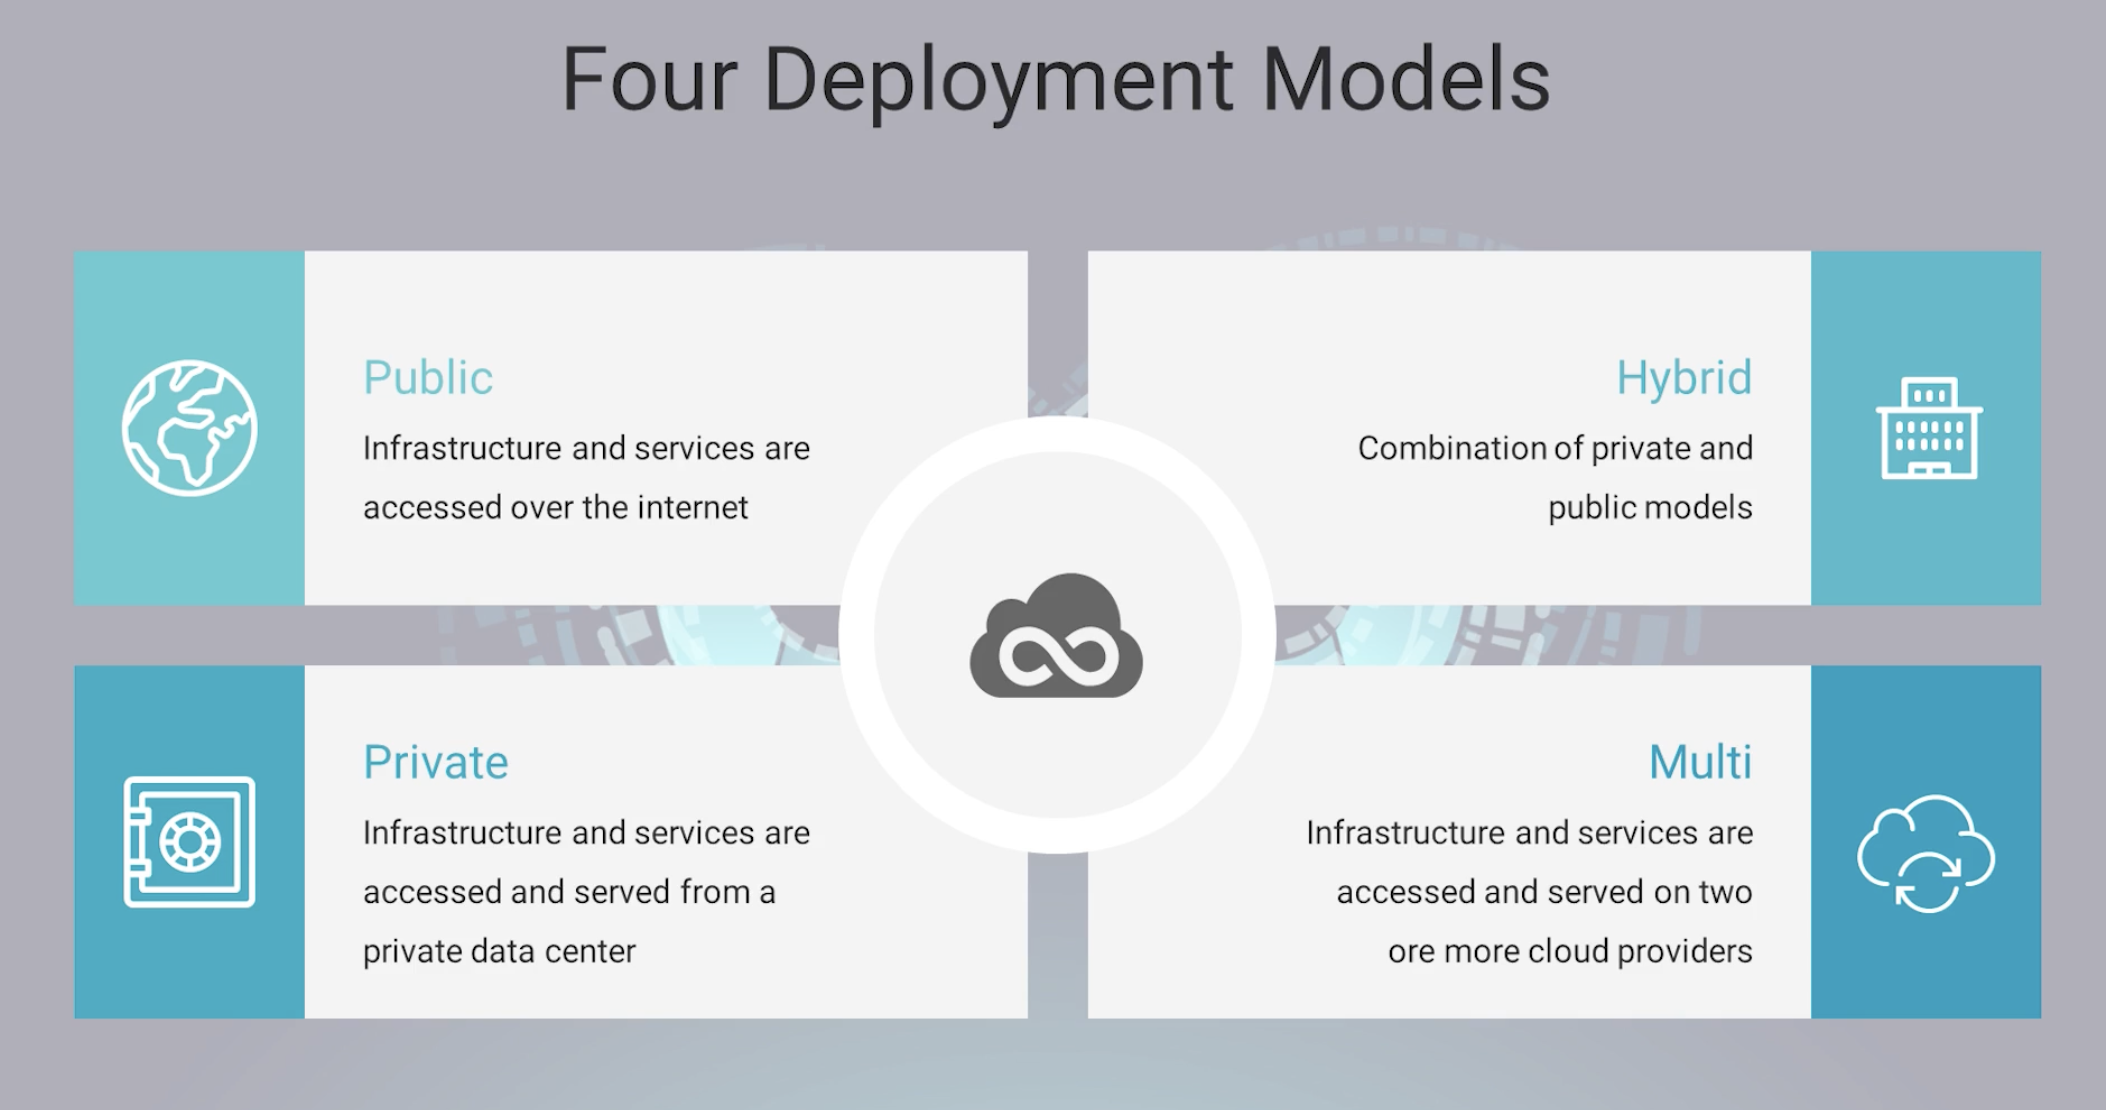 Four Deployment Models
Public
Infrastructure and services are
accessed over the internet
Hybrid
Combination of private and
public models
Private
Infrastructure and services are
accessed and served from a
private data center
Multi
Infrastructure and services are
accessed and served on two
ore more cloud providers